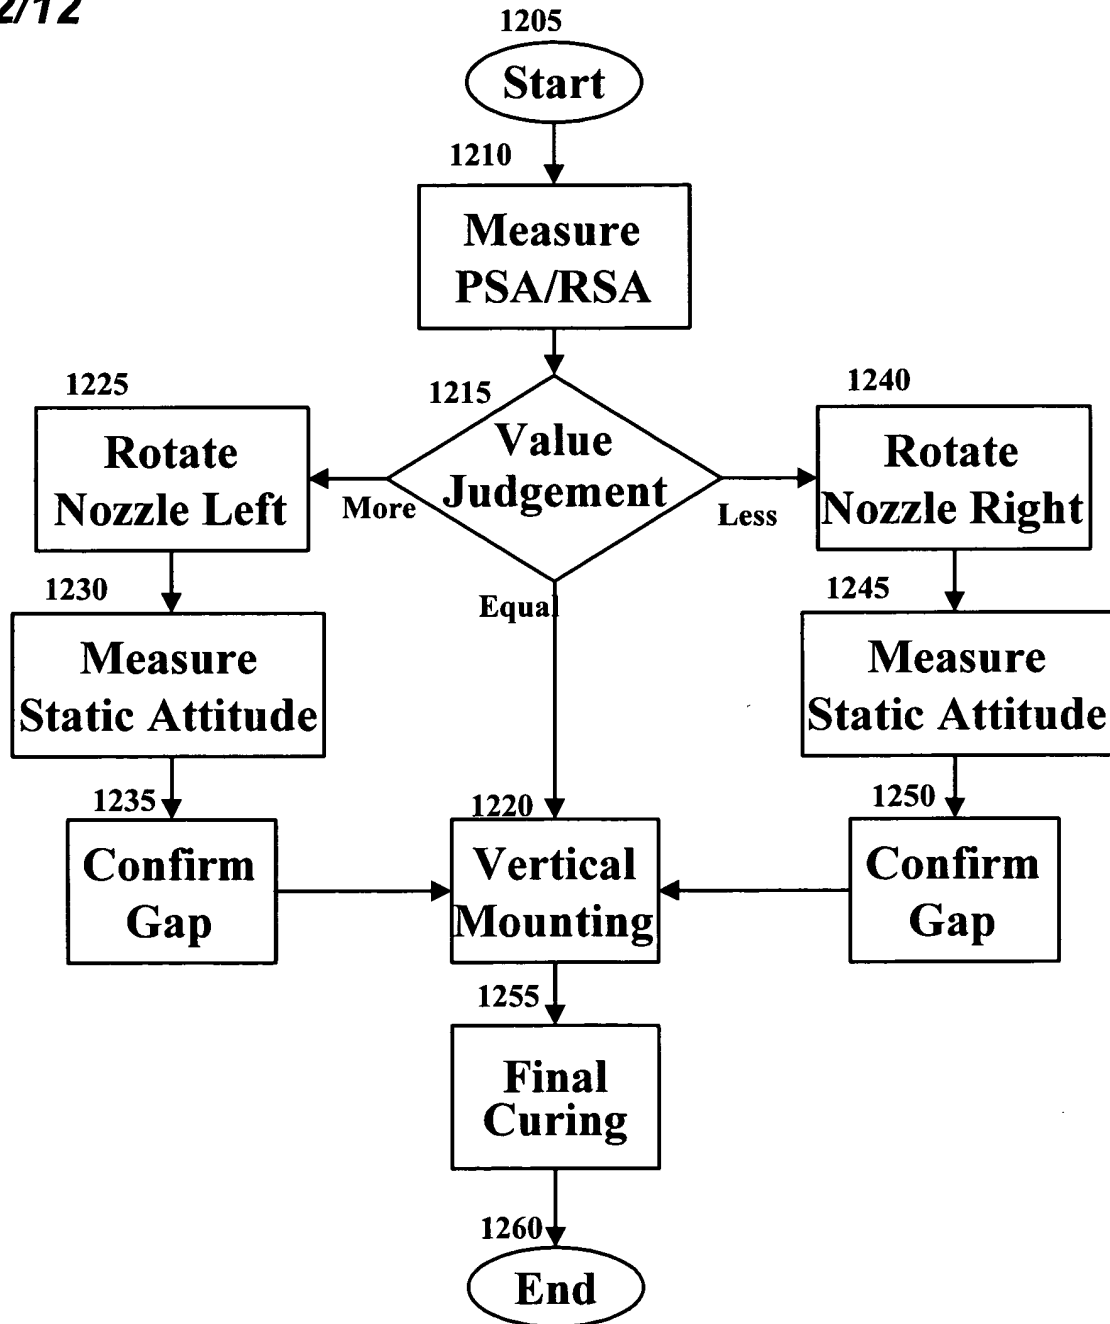 2/12
1205
Start
1210
Measure
PSA/RSA
1215
Value
Judgement
More
Less
Equal
1225
Rotate
Nozzle Left
1230
Measure
Static Attitude
1235
Confirm
Gap
1240
Rotate
Nozzle Right
1245
Measure
Static Attitude
1250
Confirm
Gap
1220
Vertical
Mounting
1255
Final
Curing
1260
End